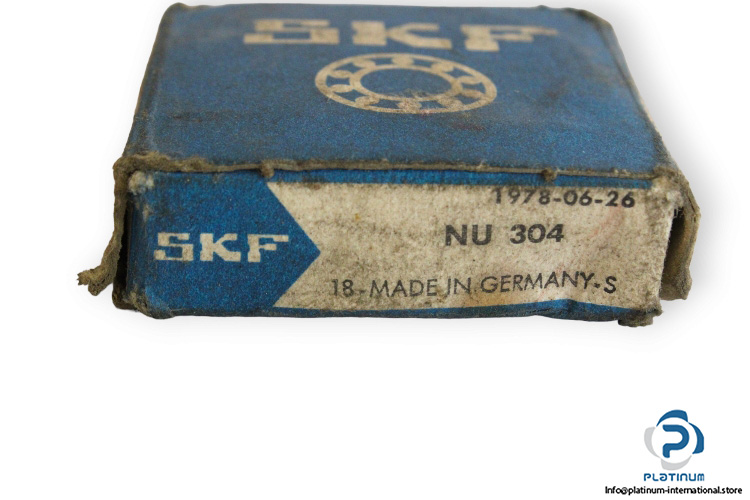 SKF
1978-06-26
NU 304
SKF
18-MADE IN GERMANY-S
PLATINUM
Info@platinum-international.store